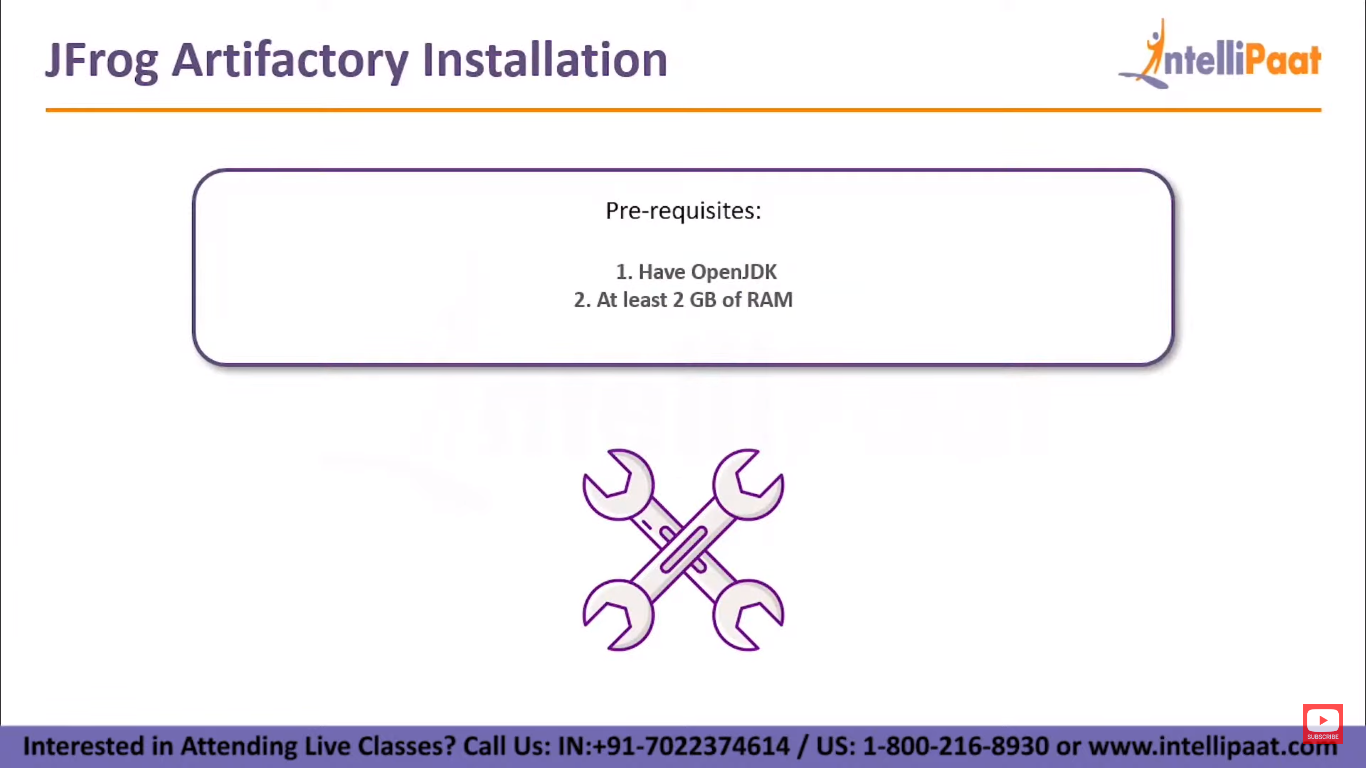 JFrog Artifactory Installation
IntelliPaat
Pre-requisites:
1. Have OpenJDK
2. At least 2 GB of RAM
SUBSCRIBE
Interested in Attending Live Classes? Call Us: IN:+91-7022374614 / US: 1-800-216-8930 or www.intellipaat.com